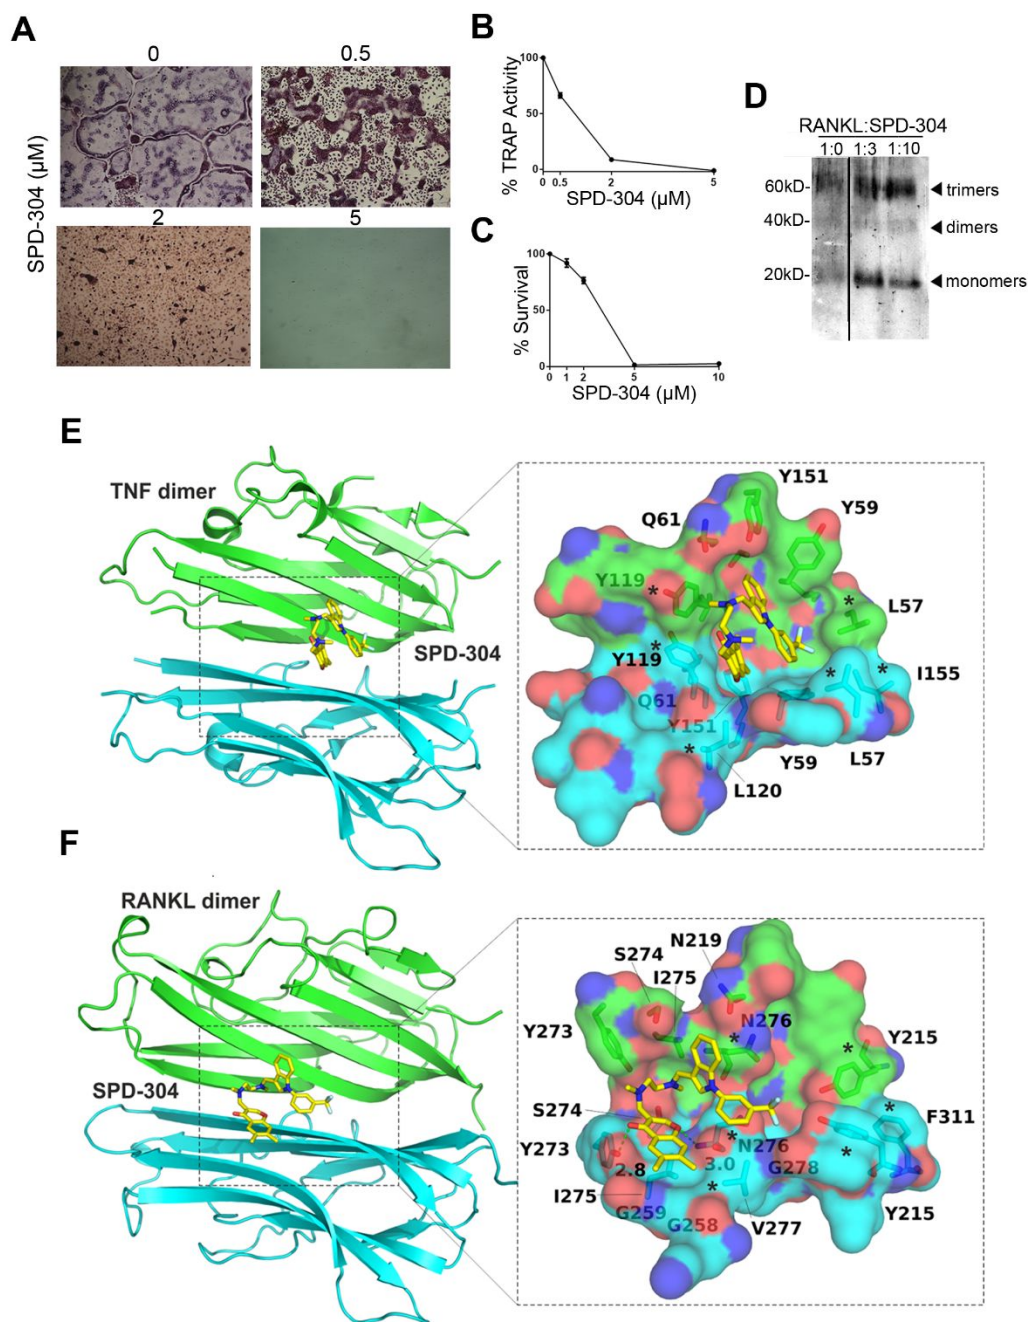 A
SPD-304 (µM)
0
0.5
2
5
B
% TRAP Activity
100
50
0
0 0.5 2 5
SPD-304 (µM)
C
% Survival
100
50
0
0 1 2 5 10
SPD-304 (µM)
D
RANKL:SPD-304
1:0 1:3 1:10
60kD-
trimers
40kD-
dimers
20kD-
monomers
E
TNF dimer
SPD-304
Y151
Q61
Y59
Y119
*
*
L57
*
Y119
*
*
I155
Q61
Y151
*
Y59
L57
L120
F
RANKL dimer
SPD-304
N219
S274
I275
Y273
N276
*
*
Y215
S274
*
F311
Y273
*
N276
*
2.8
3.0
G278
I275
*
G259
G258
V277
Y215